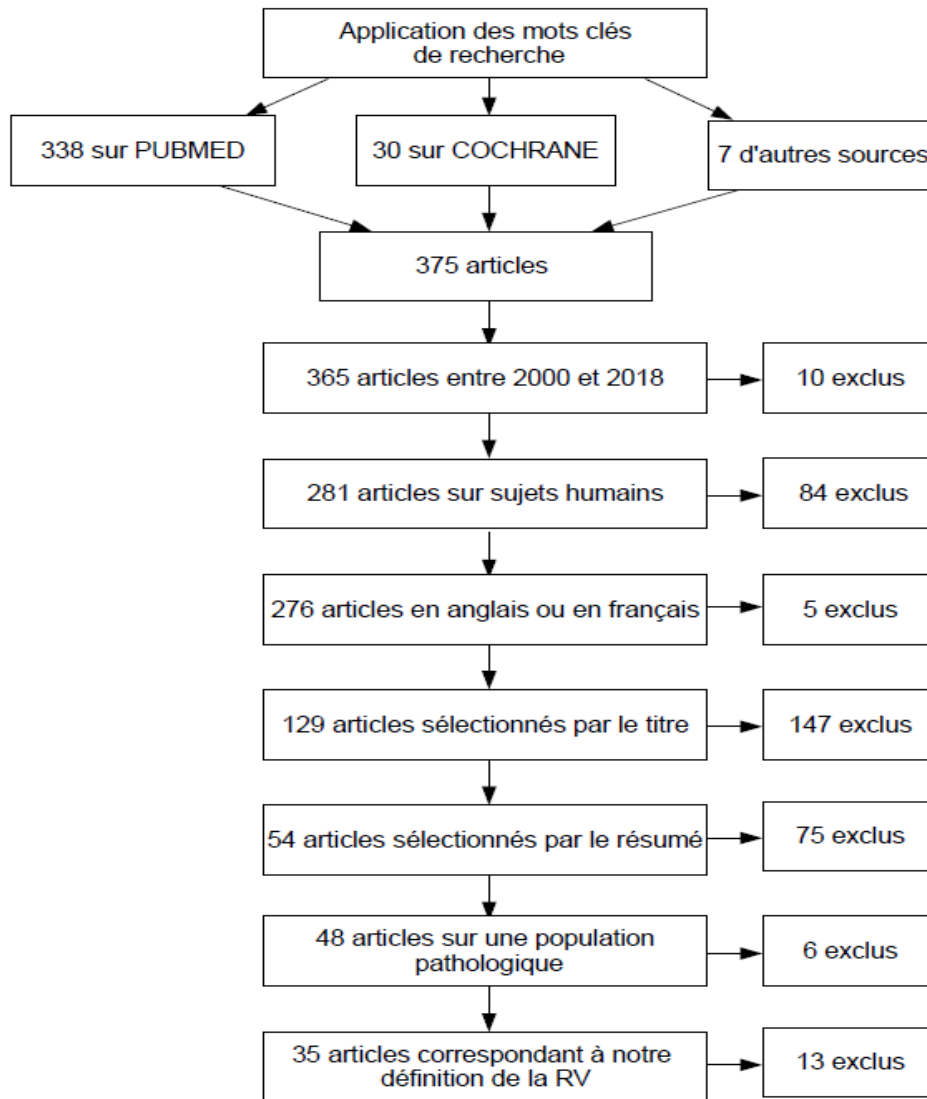 Application des mots clés
de recherche
338 sur PUBMED
30 sur COCHRANE
7 d'autres sources
375 articles
365 articles entre 2000 et 2018
10 exclus
281 articles sur sujets humains
84 exclus
276 articles en anglais ou en français
5 exclus
129 articles sélectionnés par le titre
147 exclus
54 articles sélectionnés par le résumé
75 exclus
48 articles sur une population
pathologique
6 exclus
35 articles correspondant à notre
définition de la RV
13 exclus